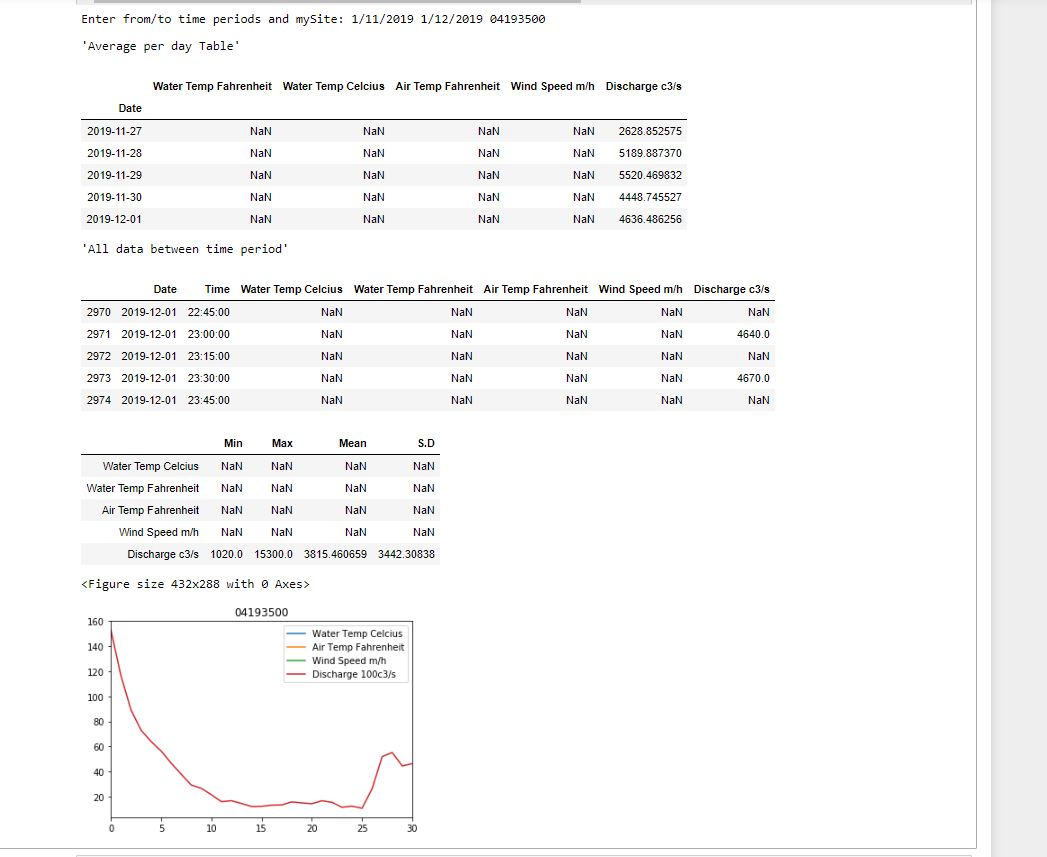 Enter from/to time periods and mySite: 1/11/2019 1/12/2019 04193500
'Average per day Table'
Water Temp Fahrenheit Water Temp Celcius Air Temp Fahrenheit Wind Speed m/h Discharge c3/s
Date
2019-11-27 NaN NaN NaN NaN 2628.852575
2019-11-28 NaN NaN NaN NaN 5189.887370
2019-11-29 NaN NaN NaN NaN 5520.469832
2019-11-30 NaN NaN NaN NaN 4448.745527
2019-12-01 NaN NaN NaN NaN 4636.486256
'All data between time period'
Date Time Water Temp Celcius Water Temp Fahrenheit Air Temp Fahrenheit Wind Speed m/h Discharge c3/s
2970 2019-12-01 22:45:00 NaN NaN NaN NaN NaN
2971 2019-12-01 23:00:00 NaN NaN NaN NaN 4640.0
2972 2019-12-01 23:15:00 NaN NaN NaN NaN NaN
2973 2019-12-01 23:30:00 NaN NaN NaN NaN 4670.0
2974 2019-12-01 23:45:00 NaN NaN NaN NaN NaN
Min Max Mean S.D
Water Temp Celcius NaN NaN NaN NaN
Water Temp Fahrenheit NaN NaN NaN NaN
Air Temp Fahrenheit NaN NaN NaN NaN
Wind Speed m/h NaN NaN NaN NaN
Discharge c3/s 1020.0 15300.0 3815.460659 3442.30838
<Figure size 432x288 with 0 Axes>
04193500
160
140
120
100
80
60
40
20
Water Temp Celcius
Air Temp Fahrenheit
Wind Speed m/h
Discharge 100c3/s
0 5 10 15 20 25 30